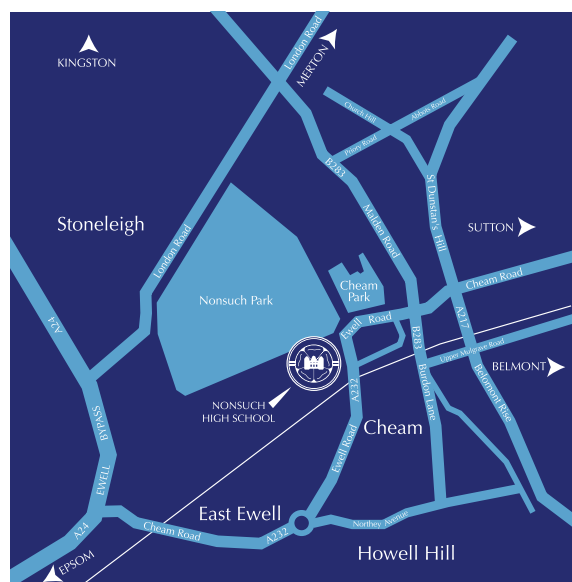 KINGSTON
London Road
MERTON
Church Hill
Abbots Road
Priory Road
B283
St Dunstan's Hill
Malden Road
Stoneleigh
London Road
SUTTON
Nonsuch Park
Cheam
Park
Cheam Road
A24
Ewell Road
A217
B283
Upper Mulgrave Road
BELMONT
A232
NONSUCH
HIGH SCHOOL
Burdon Lane
Belomont Rise
BYPASS
Cheam
Ewell Road
EWELL
East Ewell
A24
Cheam Road
A232
Northey Avenue
Howell Hill
EPSOM